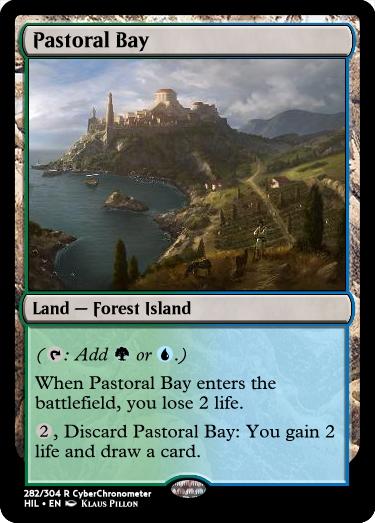 Pastoral Bay
Land — Forest Island
(: Add or .)
When Pastoral Bay enters the
battlefield, you lose 2 life.
2, Discard Pastoral Bay: You gain 2
life and draw a card.
282/304 R CyberChronometer
HIL • EN Klaus Pillon